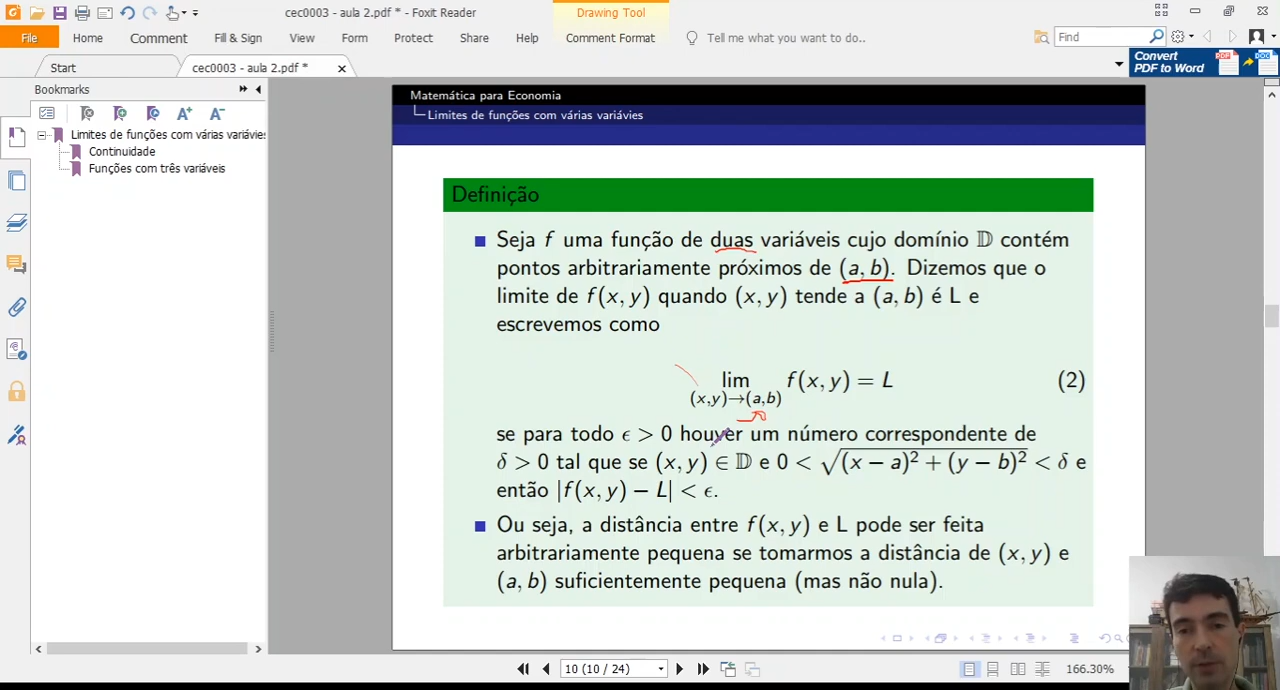 cec0003 - aula 2.pdf * - Foxit Reader
Drawing Tool
File
Home
Comment
Fill & Sign
View
Form
Protect
Share
Help
Comment Format
Tell me what you want to do..
Find
Start
cec0003 - aula 2.pdf *
Convert
PDF to Word
Bookmarks
Limites de funções com várias variávies
Continuidade
Funções com três variáveis
Matemática para Economia
Limites de funções com várias variávies
Definição
Seja f uma função de duas variáveis cujo domínio 𝔻 contém
pontos arbitrariamente próximos de (a, b). Dizemos que o
limite de f(x, y) quando (x, y) tende a (a, b) é L e
escrevemos como
lim f(x, y) = L (2)
(x,y)→(a,b)
se para todo ϵ > 0 houver um número correspondente de
δ > 0 tal que se (x, y) ∈ 𝔻 e 0 < √(x − a)² + (y − b)² < δ e
então |f(x, y) − L| < ϵ.
Ou seja, a distância entre f(x, y) e L pode ser feita
arbitrariamente pequena se tomarmos a distância de (x, y) e
(a, b) suficientemente pequena (mas não nula).
10 (10 / 24)
166.30%